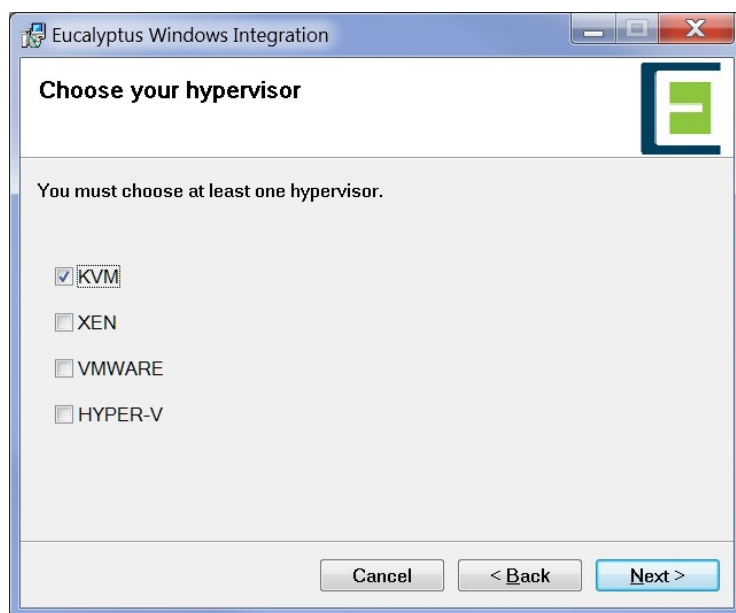 Eucalyptus Windows Integration
Choose your hypervisor
You must choose at least one hypervisor.
KVM
XEN
VMWARE
HYPER-V
Cancel
< Back
Next >